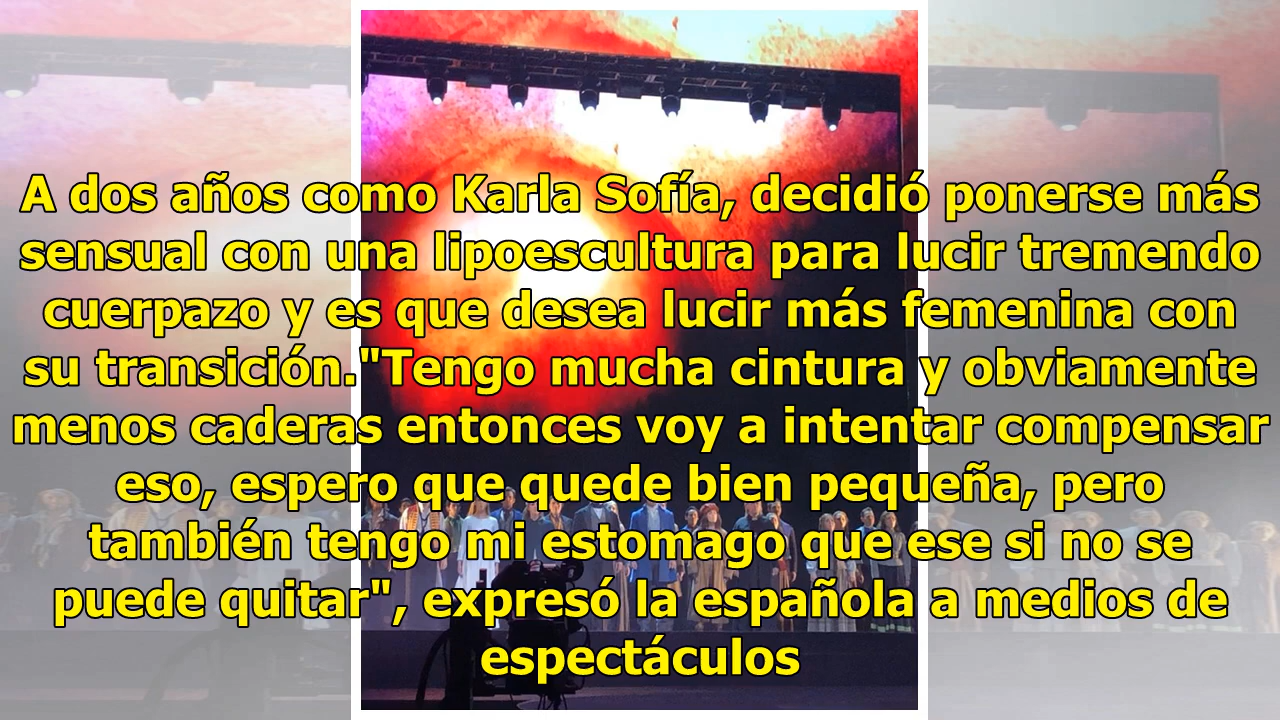 A dos años como Karla Sofía, decidió ponerse más
sensual con una lipoescultura para lucir tremendo
cuerpazo y es que desea lucir más femenina con
su transición."Tengo mucha cintura y obviamente
menos caderas entonces voy a intentar compensar
eso, espero que quede bien pequeña, pero
también tengo mi estomago que ese si no se
puede quitar", expresó la española a medios de
espectáculos